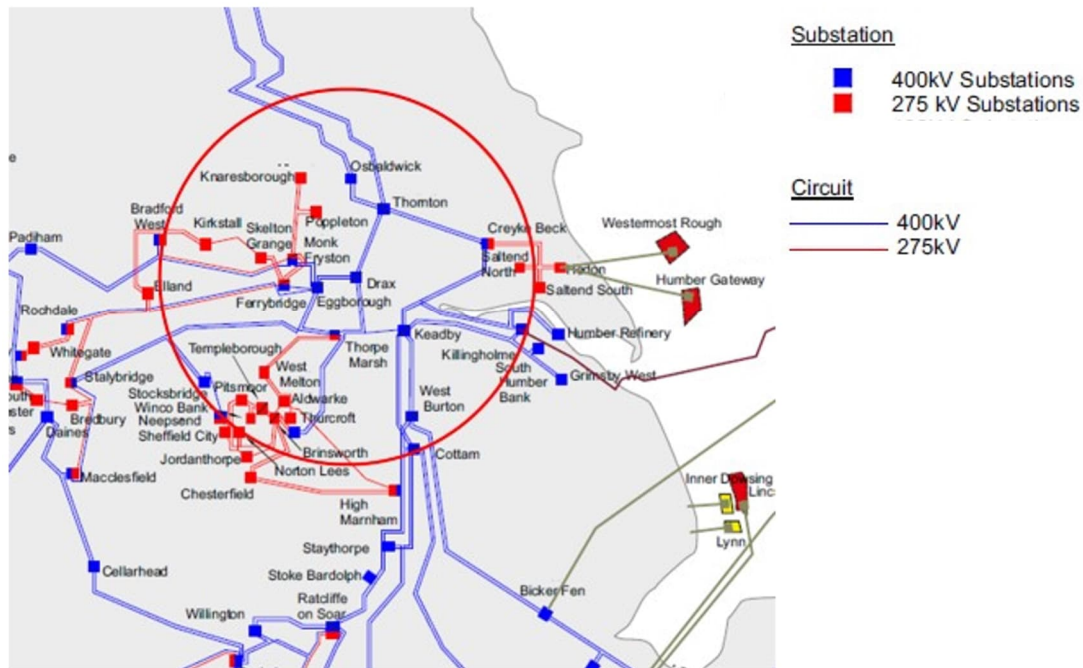 Substation
400kV Substations
275 kV Substations
Circuit
400kV
275kV
e
Osbaldwick
Knaresborough
Thornton
Bradford
West
Kirkstall
Poppleton
Skelton
Grange
Monk
Fryston
Creyke Beck
Westermost Rough
Padiham
Saltend
North
Humber Gateway
Elland
Drax
Saltend South
Ferrybridge
Eggborough
Rochdale
Keadby
Humber Refinery
Templeborough
Thorpe
Marsh
Killingholme
Whitegate
West
Melton
South
Humber
Bank
Grimsby West
Stalybridge
Stocksbridge
Pitsmoor
Aldwarke
West
Burton
Winco Bank
Neepsend
Thurcroft
Bredbury
Daines
Sheffield City
Brinsworth
Cottam
Jordanthorpe
Norton Lees
Macclesfield
Chesterfield
High
Marnham
Inner Dowsing
Linc
Lynn
Staythorpe
Cellarhead
Stoke Bardolph
Bicker Fen
Willington
Ratcliffe
on Soar